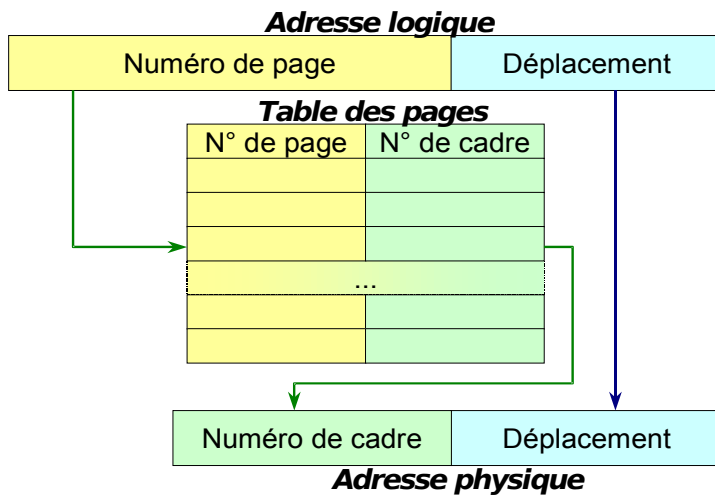 Adresse logique
Numéro de page Déplacement
Table des pages
N° de page N° de cadre
...
Numéro de cadre Déplacement
Adresse physique